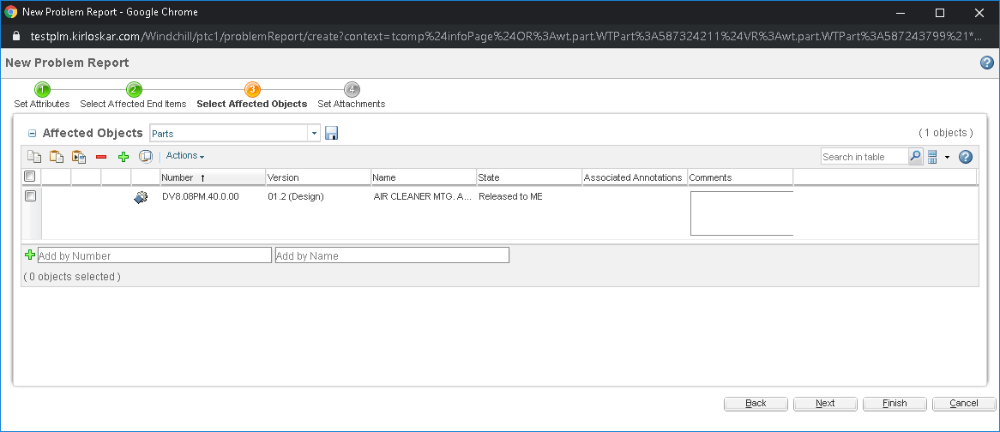 New Problem Report - Google Chrome
testplm.kirloskar.com/Windchill/ptc1/problemReport/create?context=tcomp%24infoPage%24OR%3Awt.part.WTPart%3A587324211%24VR%3Awt.part.WTPart%3A587243799%21*...
New Problem Report
1 2 3 4
Set Attributes Select Affected End Items Select Affected Objects Set Attachments
Affected Objects Parts ( 1 objects )
Actions Search in table
Number ↑ Version Name State Associated Annotations Comments
DV8.08PM.40.0.00 01.2 (Design) AIR CLEANER MTG. A... Released to ME
Add by Number Add by Name
( 0 objects selected )
Back Next Finish Cancel